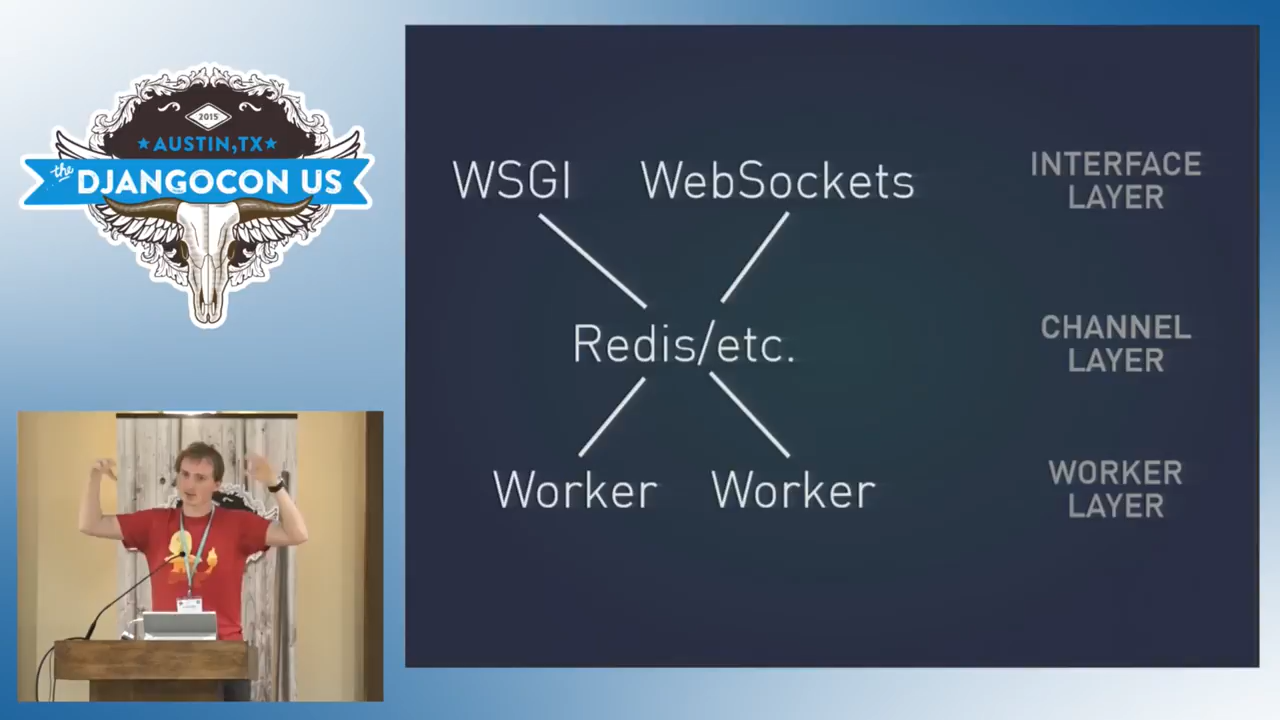 2015
AUSTIN, TX
the
DJANGOCON US
WSGI
WebSockets
INTERFACE
LAYER
Redis/etc.
CHANNEL
LAYER
Worker
Worker
WORKER
LAYER